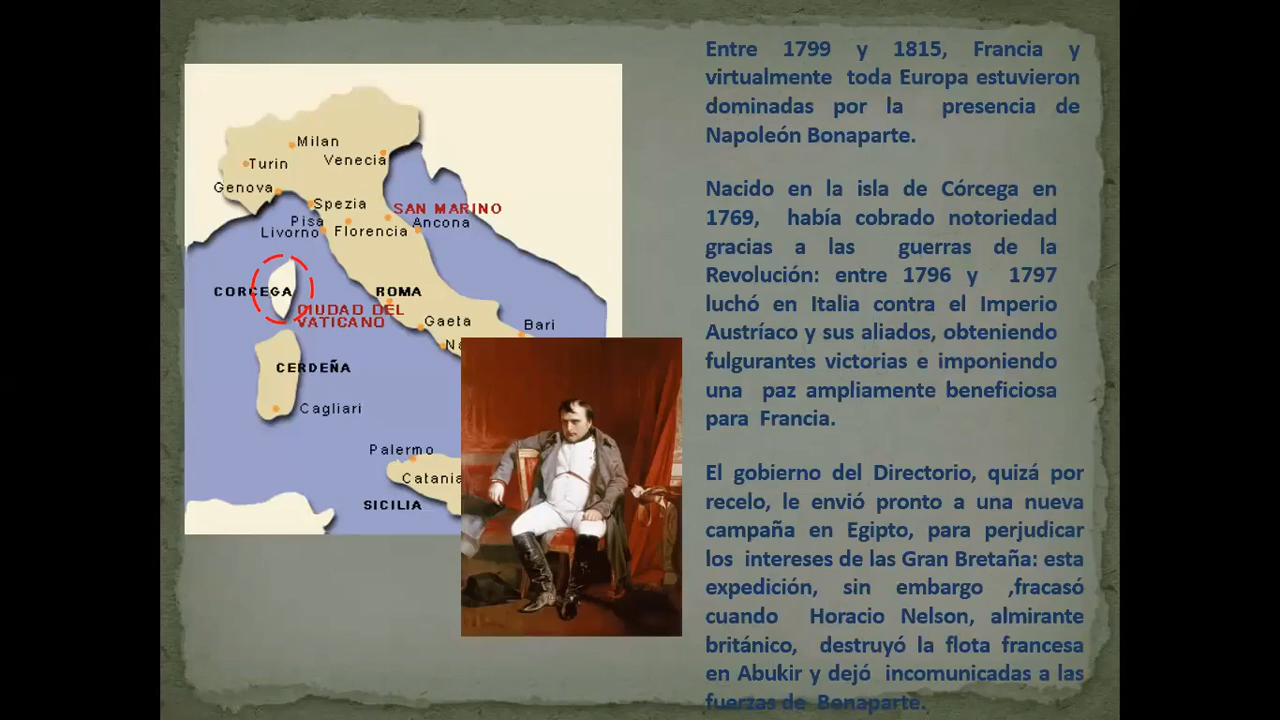 Milan
Venecia
Turin
Genova
Spezia
SAN MARINO
Pisa
Ancona
Livorno
Florencia
CORCEGA
ROMA
CIUDAD DEL
VATICANO
Gaeta
Bari
CERDEÑA
Cagliari
Palermo
Catania
SICILIA
Entre 1799 y 1815, Francia y
virtualmente toda Europa estuvieron
dominadas por la presencia de
Napoleón Bonaparte.
Nacido en la isla de Córcega en
1769, había cobrado notoriedad
gracias a las guerras de la
Revolución: entre 1796 y 1797
luchó en Italia contra el Imperio
Austríaco y sus aliados, obteniendo
fulgurantes victorias e imponiendo
una paz ampliamente beneficiosa
para Francia.
El gobierno del Directorio, quizá por
recelo, le envió pronto a una nueva
campaña en Egipto, para perjudicar
los intereses de las Gran Bretaña: esta
expedición, sin embargo ,fracasó
cuando Horacio Nelson, almirante
británico, destruyó la flota francesa
en Abukir y dejó incomunicadas a las
fuerzas de Bonaparte.